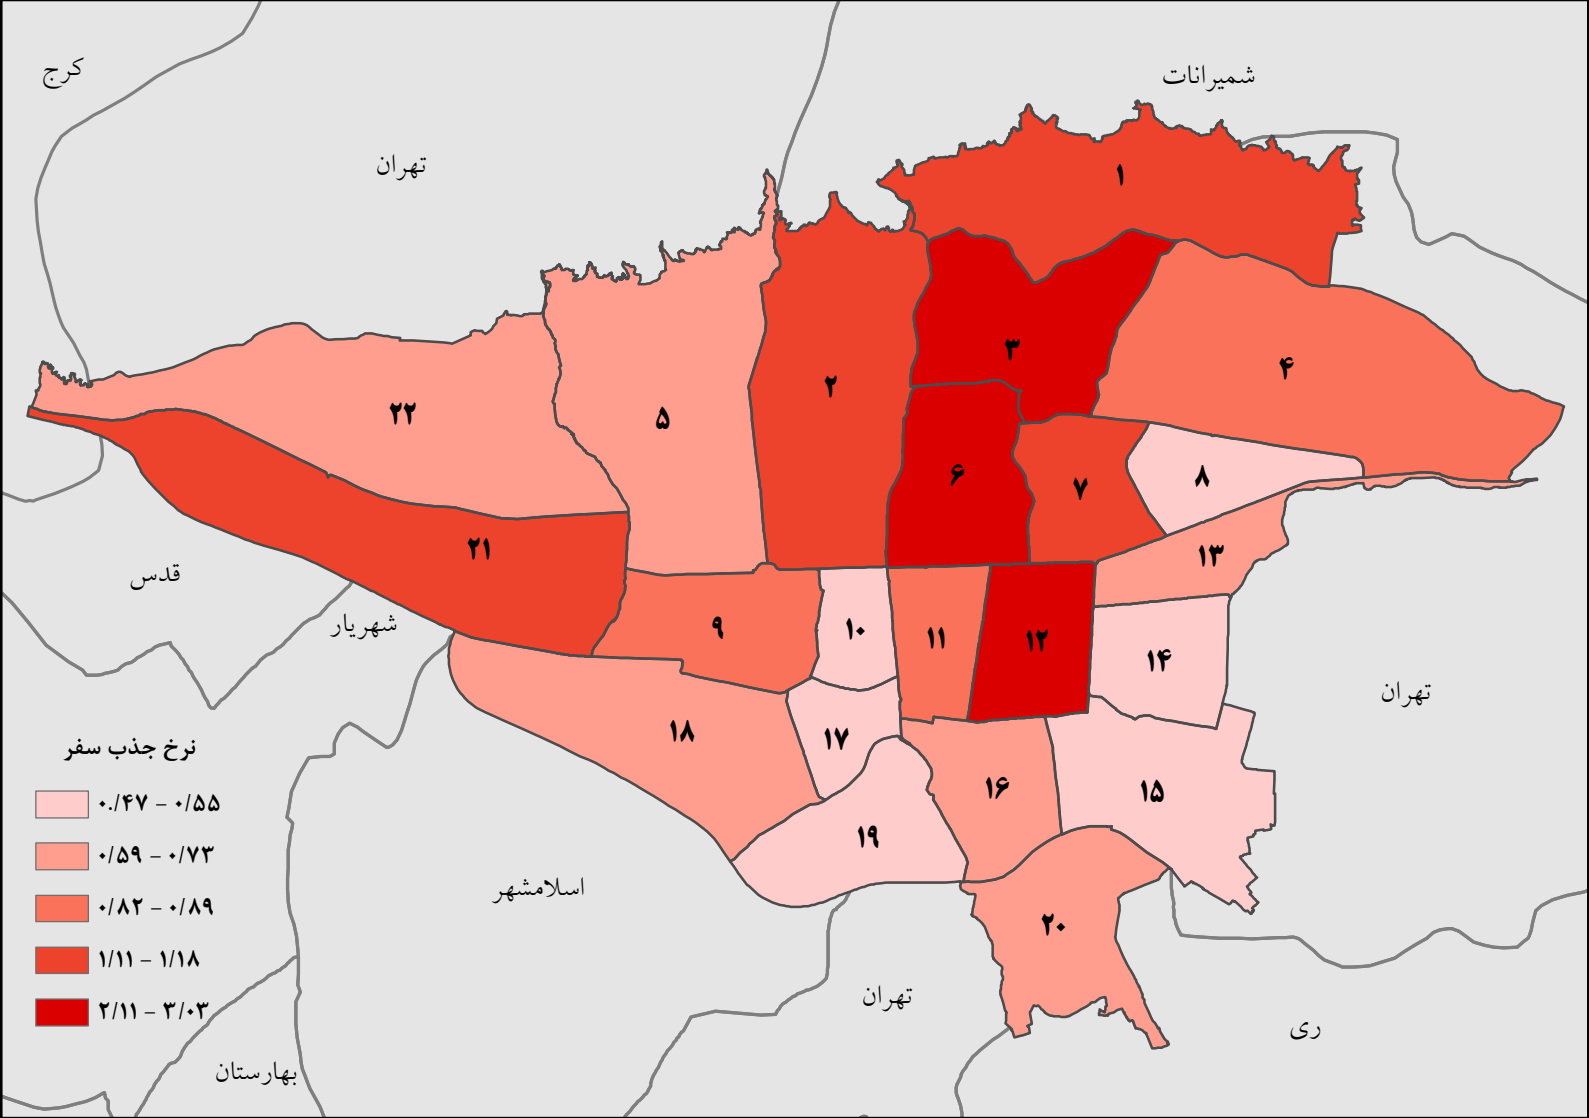 کرج
شمیرانات
تهران
۱
۳
۴
۲
۲۲
۵
۶
۷
۸
۲۱
۱۳
قدس
شهریار
۹
۱۰
۱۱
۱۲
۱۴
تهران
۱۸
۱۷
۱۶
۱۵
۱۹
اسلامشهر
۲۰
تهران
ری
بهارستان
نرخ جذب سفر
۰.۴۷/ – ۰/۵۵
۰/۵۹ – ۰/۷۳
۰/۸۲ – ۰/۸۹
۱/۱۱ – ۱/۱۸
۲/۱۱ – ۳/۰۳